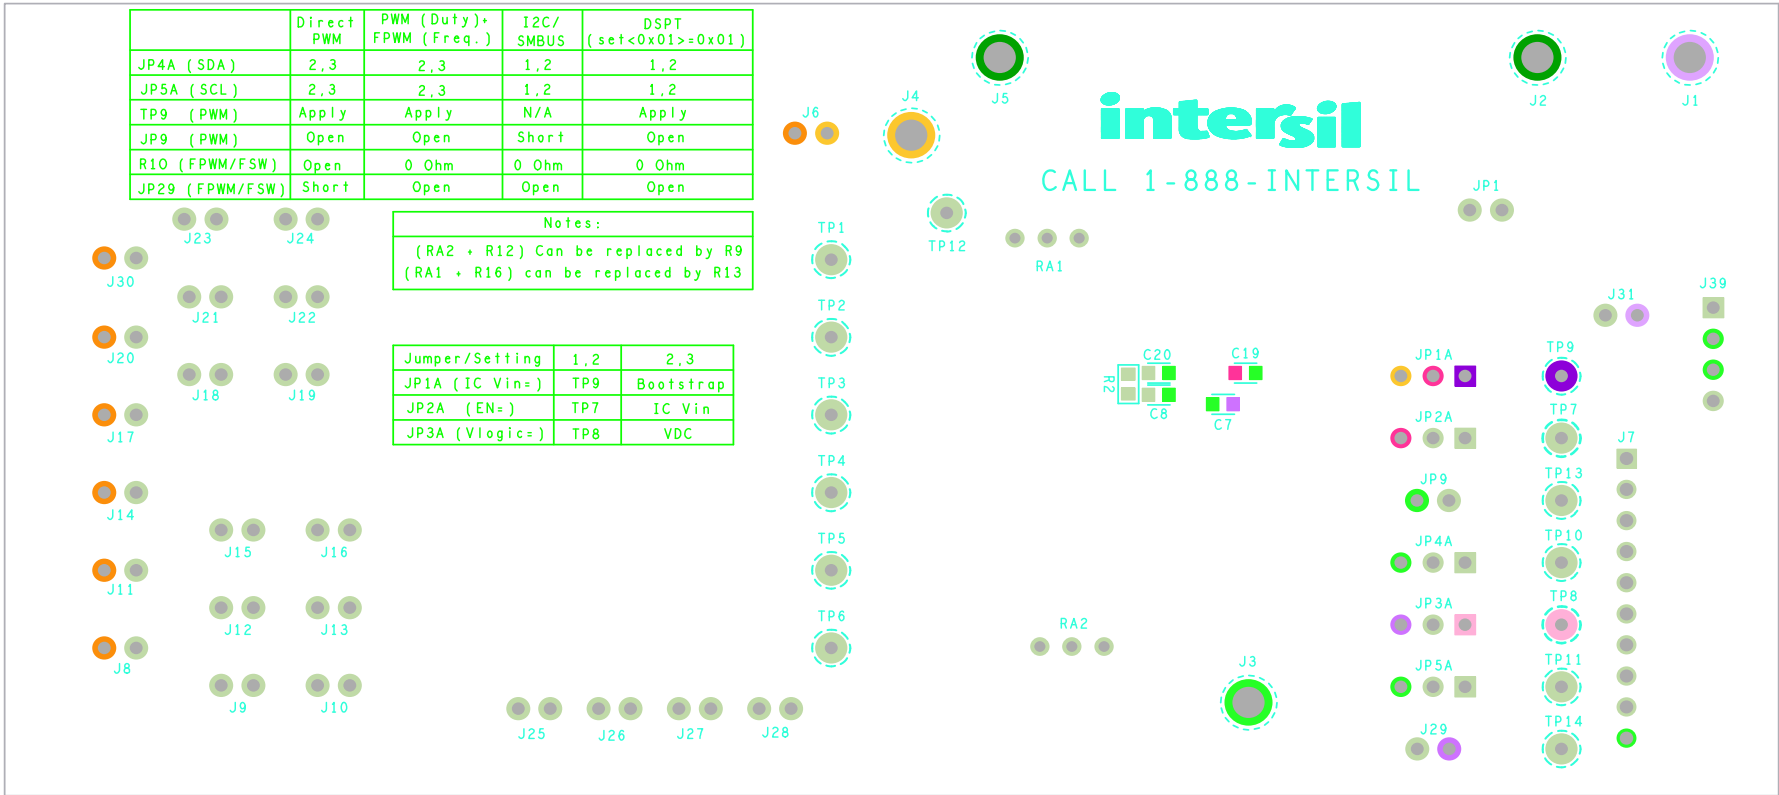 Direct PWM | PWM (Duty)+ FPWM (Freq.) | I2C/ SMBUS | DSPT (set<0x01>=0x01)
JP4A (SDA) | 2,3 | 2,3 | 1,2 | 1,2
JP5A (SCL) | 2,3 | 2,3 | 1,2 | 1,2
TP9 (PWM) | Apply | Apply | N/A | Apply
JP9 (PWM) | Open | Open | Short | Open
R10 (FPWM/FSW) | Open | 0 Ohm | 0 Ohm | 0 Ohm
JP29 (FPWM/FSW) | Short | Open | Open | Open
Notes:
(RA2 + R12) Can be replaced by R9
(RA1 + R16) can be replaced by R13
Jumper/Setting | 1,2 | 2,3
JP1A (IC Vin=) | TP9 | Bootstrap
JP2A (EN=) | TP7 | IC Vin
JP3A (Vlogic=) | TP8 | VDC
J5
J2
J1
J6
J4
intersil
CALL 1-888-INTERSIL
JP1
TP12
RA1
J23
J24
J30
J21
J22
J20
J18
J19
J17
J14
J15
J16
J11
J12
J13
J8
J9
J10
J25
J26
J27
J28
TP1
TP2
TP3
TP4
TP5
TP6
R2
C20
C8
C19
C7
RA2
J3
J31
J39
JP1A
TP9
JP2A
TP7
J7
JP9
TP13
JP4A
TP10
JP3A
TP8
JP5A
TP11
J29
TP14